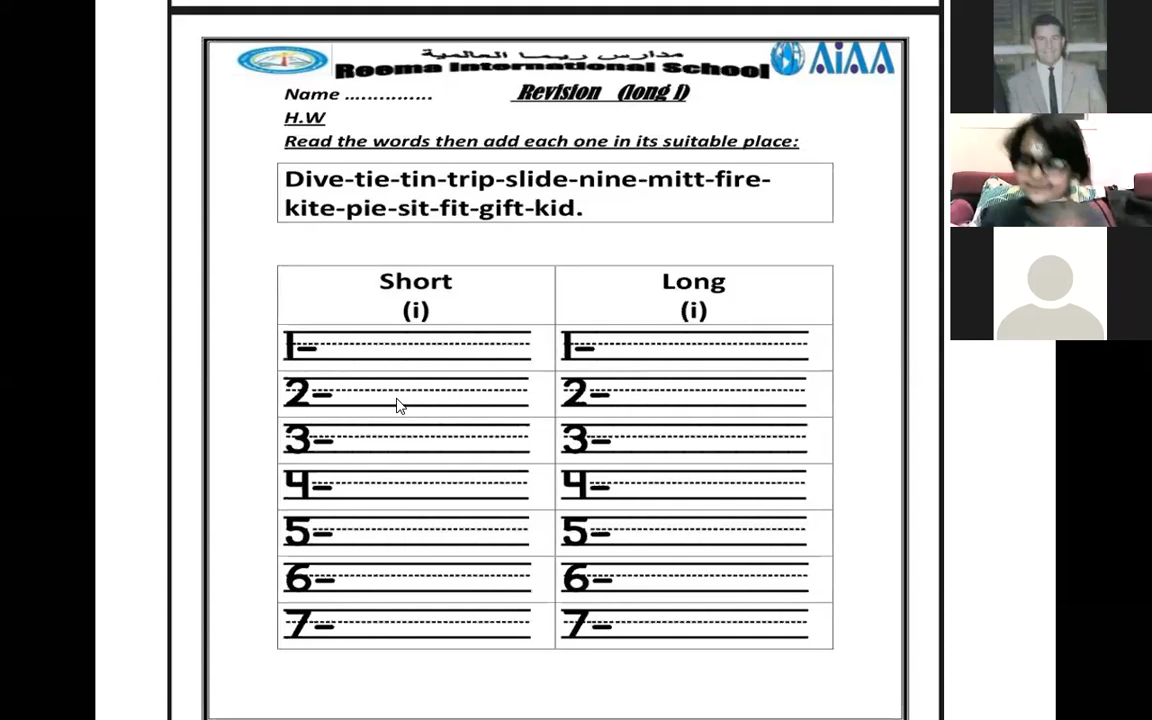 مدارس ريما العالمية
Reema International School
AiAA
Name ............... Revision (long I)
H.W
Read the words then add each one in its suitable place:
Dive-tie-tin-trip-slide-nine-mitt-fire-
kite-pie-sit-fit-gift-kid.
Short Long
(i) (i)
1- 1-
2- 2-
3- 3-
4- 4-
5- 5-
6- 6-
7- 7-